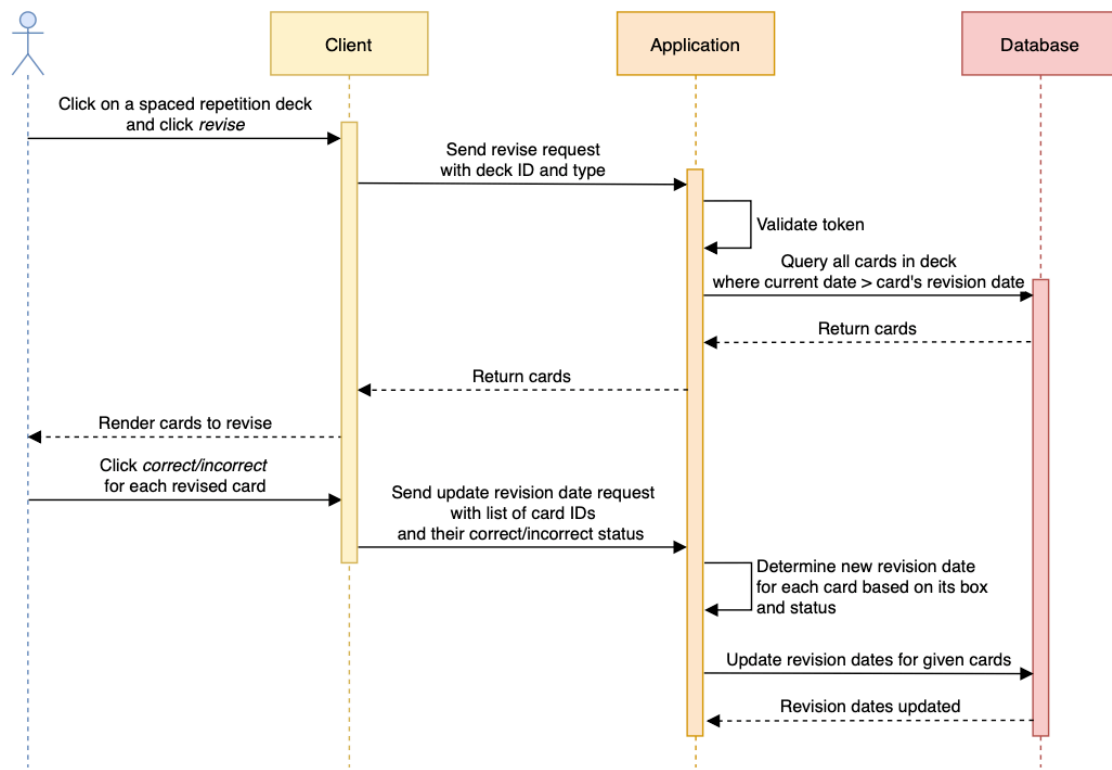 Client
Application
Database
Click on a spaced repetition deck
and click revise
Send revise request
with deck ID and type
Validate token
Query all cards in deck
where current date > card's revision date
Return cards
Return cards
Render cards to revise
Click correct/incorrect
for each revised card
Send update revision date request
with list of card IDs
and their correct/incorrect status
Determine new revision date
for each card based on its box
and status
Update revision dates for given cards
Revision dates updated